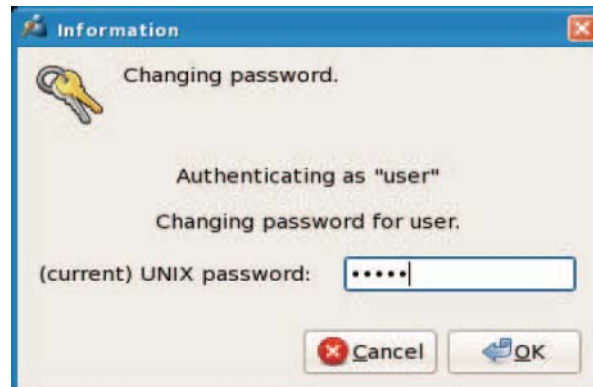 Information
Changing password.
Authenticating as "user"
Changing password for user.
(current) UNIX password: •••••
Cancel OK